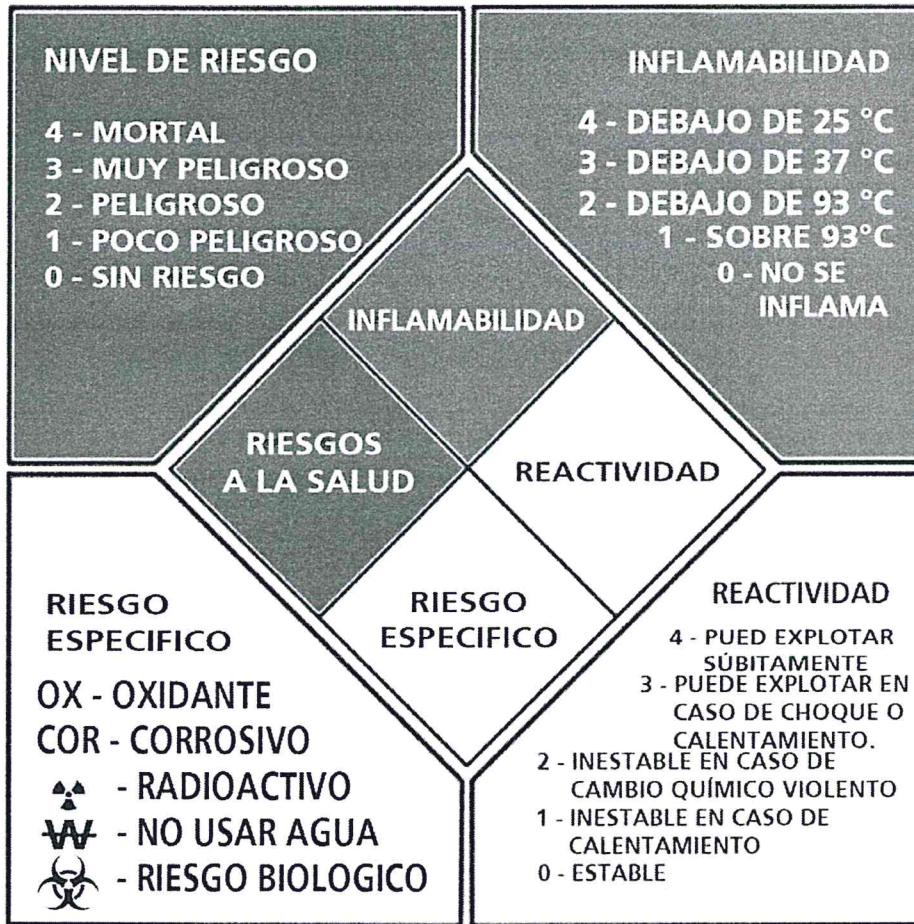 NIVEL DE RIESGO
4 - MORTAL
3 - MUY PELIGROSO
2 - PELIGROSO
1 - POCO PELIGROSO
0 - SIN RIESGO
INFLAMABILIDAD
4 - DEBAJO DE 25 °C
3 - DEBAJO DE 37 °C
2 - DEBAJO DE 93 °C
1 - SOBRE 93°C
0 - NO SE
INFLAMA
INFLAMABILIDAD
RIESGOS
A LA SALUD
REACTIVIDAD
RIESGO
ESPECIFICO
RIESGO
ESPECIFICO
OX - OXIDANTE
COR - CORROSIVO
- RADIOACTIVO
W - NO USAR AGUA
- RIESGO BIOLOGICO
REACTIVIDAD
4 - PUED EXPLOTAR
SÚBITAMENTE
3 - PUEDE EXPLOTAR EN
CASO DE CHOQUE O
CALENTAMIENTO.
2 - INESTABLE EN CASO DE
CAMBIO QUÍMICO VIOLENTO
1 - INESTABLE EN CASO DE
CALENTAMIENTO
0 - ESTABLE